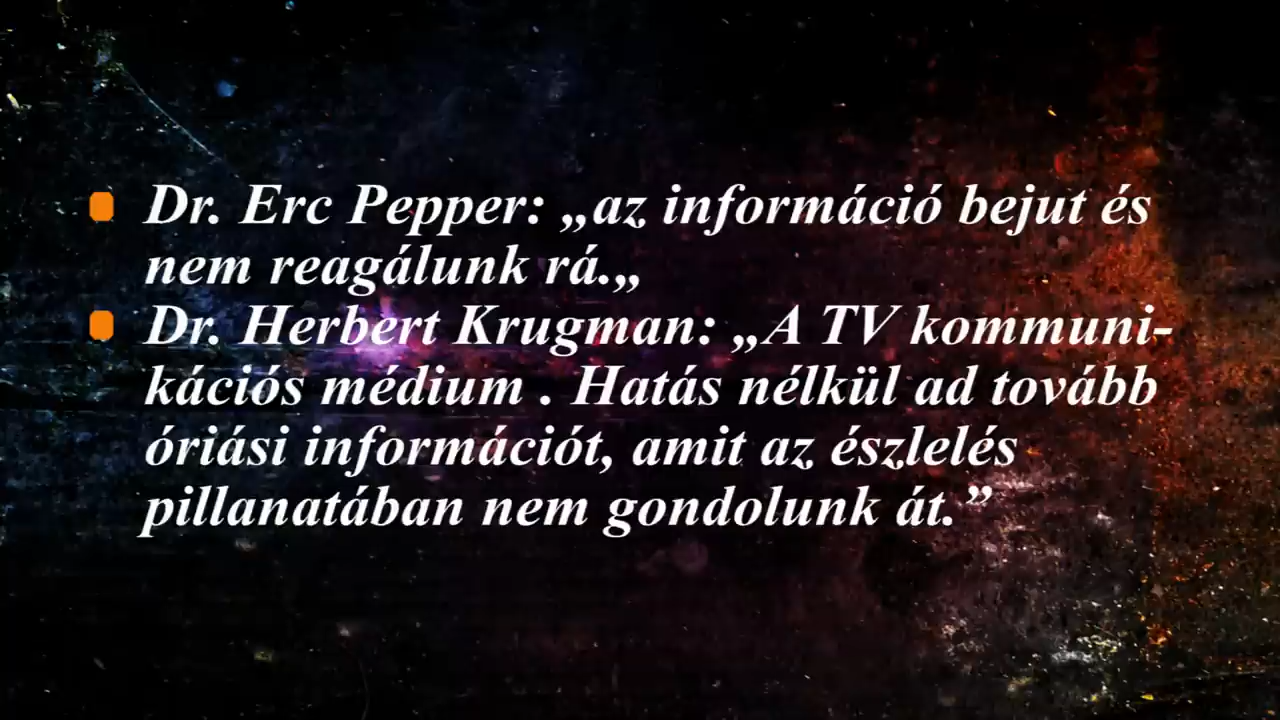 Dr. Erc Pepper: „az információ bejut és
nem reagálunk rá.„
Dr. Herbert Krugman: „A TV kommuni-
kációs médium . Hatás nélkül ad tovább
óriási információt, amit az észlelés
pillanatában nem gondolunk át.”